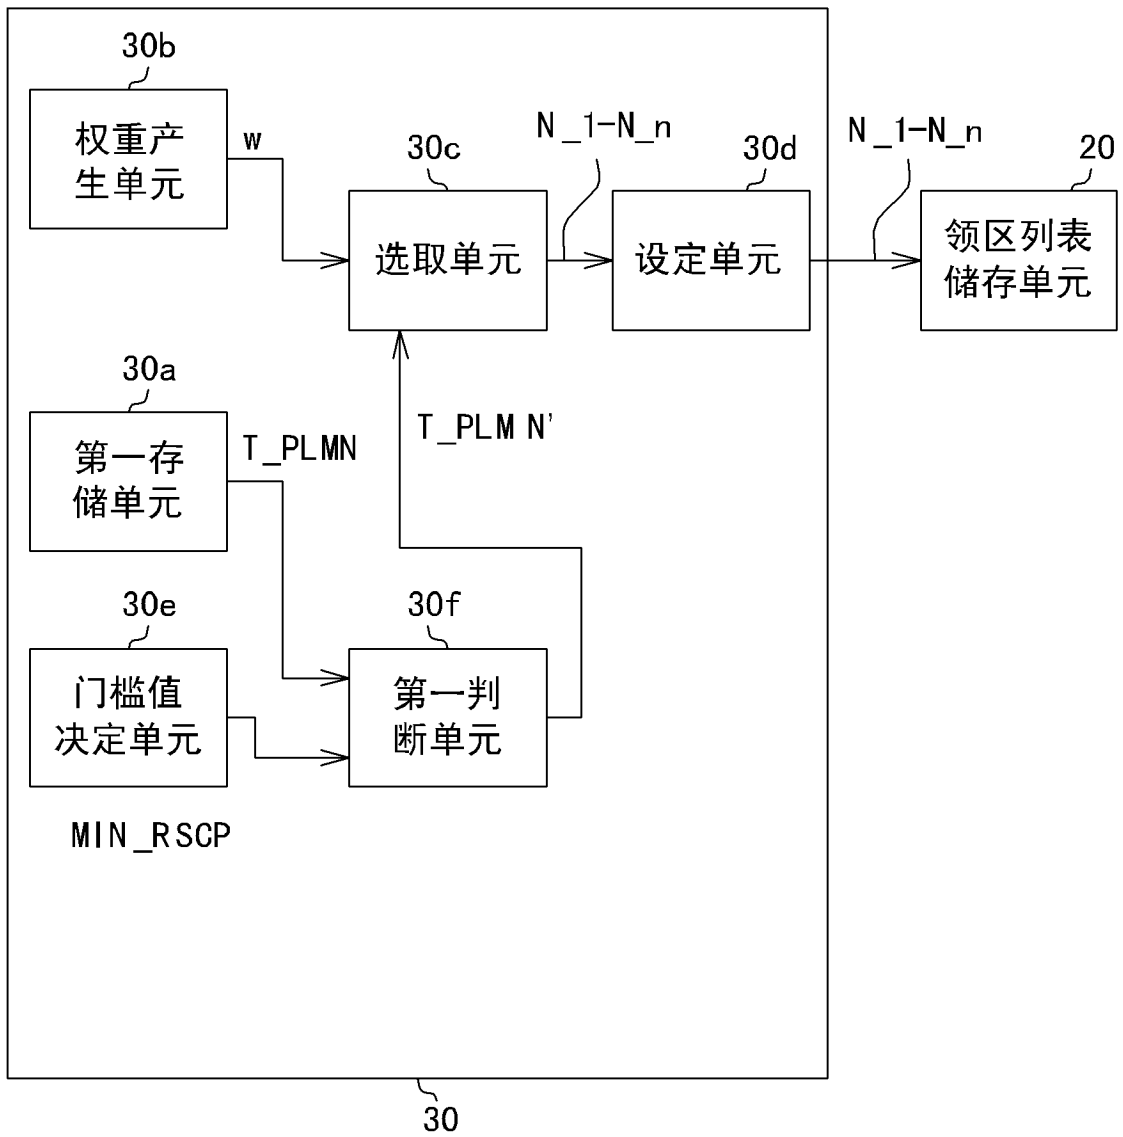 30b
权重产
生单元
w
30c
选取单元
N_1-N_n
30d
设定单元
N_1-N_n
20
领区列表
储存单元
30a
第一存
储单元
T_PLMN
T_PLMN'
30e
门槛值
决定单元
MIN_RSCP
30f
第一判
断单元
30